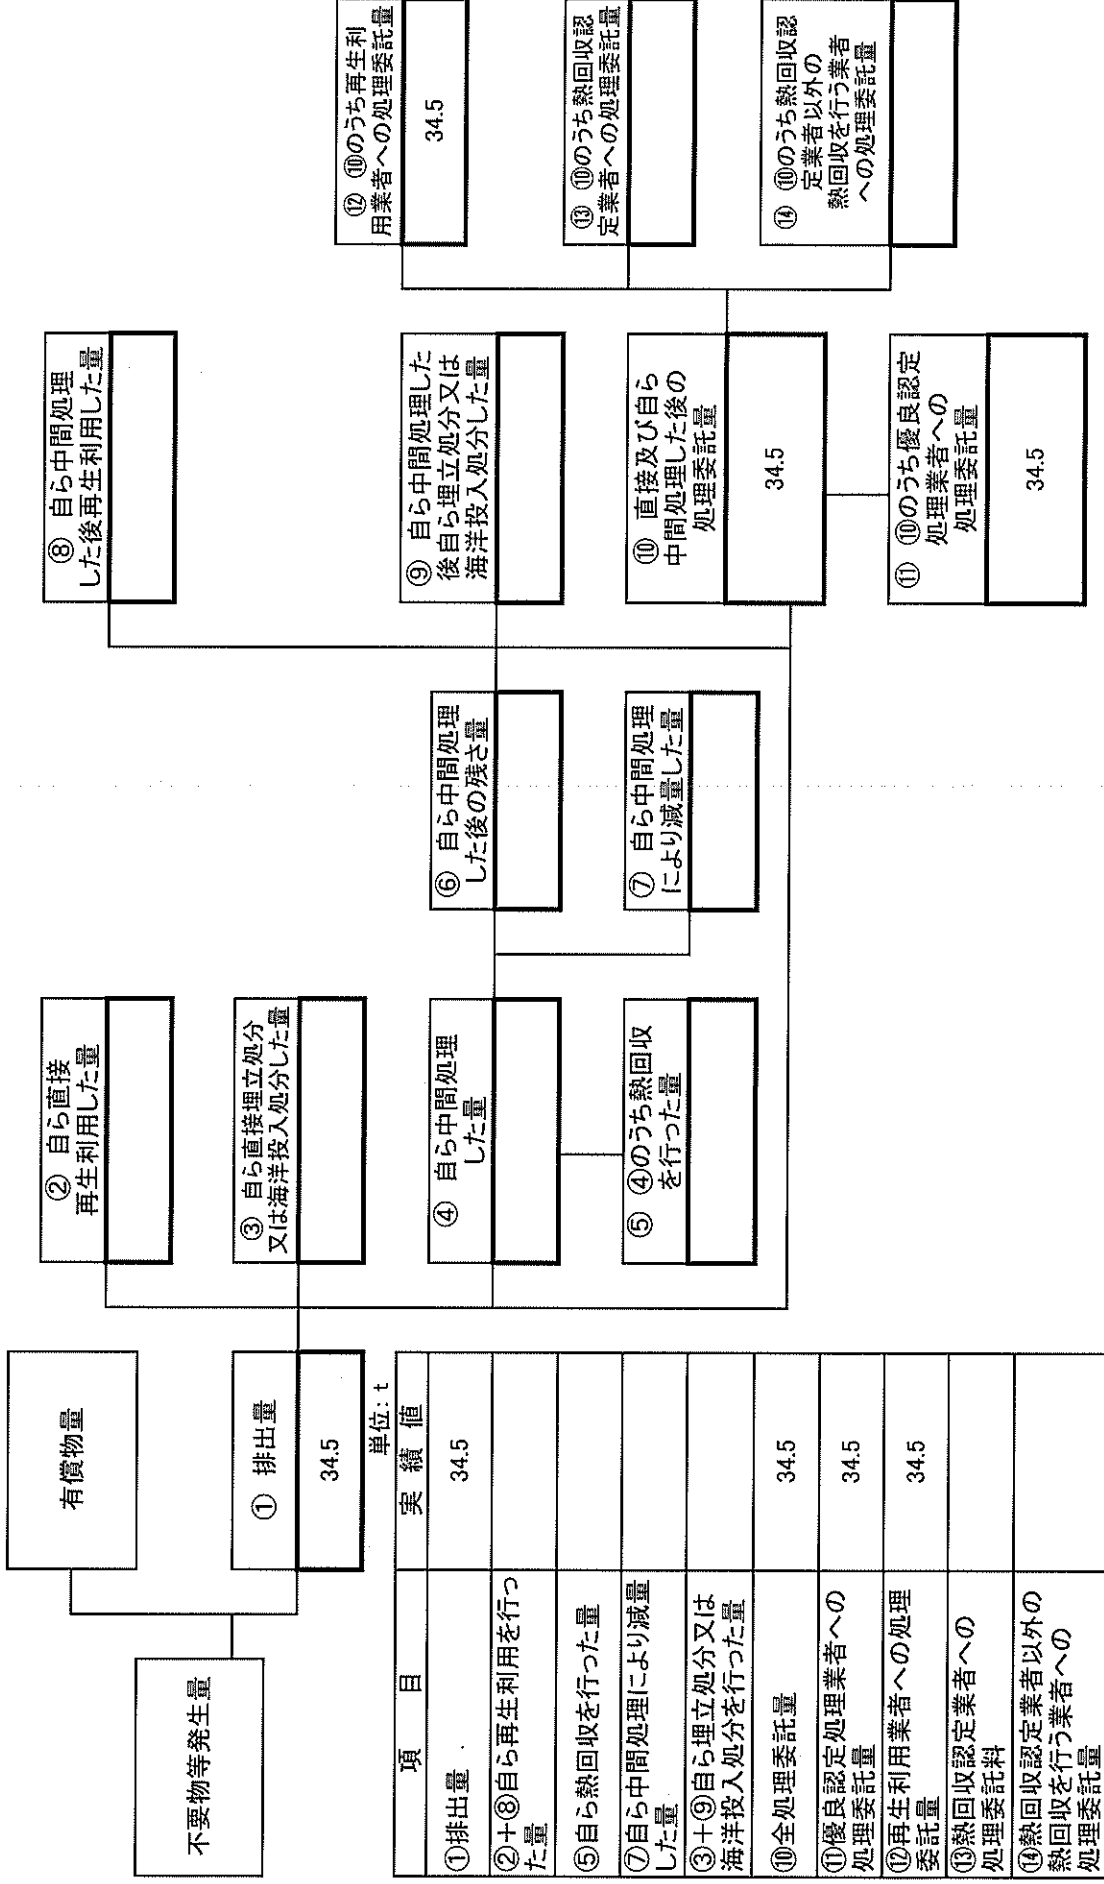 不要物等発生量
有償物量
① 排出量
34.5
② 自ら直接
再生利用した量
③ 自ら直接埋立処分
又は海洋投入処分した量
④ 自ら中間処理
した量
⑤ ④のうち熱回収
を行った量
⑥ 自ら中間処理
した後の残さ量
⑦ 自ら中間処理
により減量した量
⑧ 自ら中間処理
した後再生利用した量
⑨ 自ら中間処理した
後自ら埋立処分又は
海洋投入処分した量
⑩ 直接及び自ら
中間処理した後の
処理委託量
34.5
⑪ ⑩のうち優良認定
処理業者への
処理委託量
34.5
⑫ ⑩のうち再生利
用業者への処理委託量
34.5
⑬ ⑩のうち熱回収認
定業者への処理委託量
⑭ ⑩のうち熱回収認
定業者以外の
熱回収を行う業者
への処理委託量
単位:t
項 目 実 績 値
①排出量 34.5
②+⑧自ら再生利用を行っ
た量
⑤自ら熱回収を行った量
⑦自ら中間処理により減量
した量
③+⑨自ら埋立処分又は
海洋投入処分を行った量
⑩全処理委託量 34.5
⑪優良認定処理業者への
処理委託量 34.5
⑫再生利用業者への処理
委託量 34.5
⑬熱回収認定業者への
処理委託料
⑭熱回収認定業者以外の
熱回収を行う業者への
処理委託量